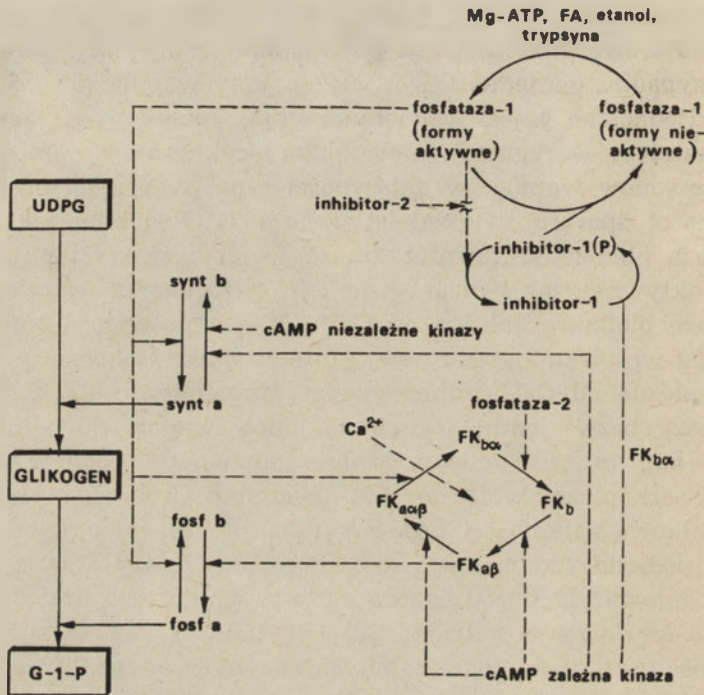 Mg-ATP, FA, etanol,
trypsyna
fosfataza-1
(formy
aktywne)
fosfataza-1
(formy nie-
aktywne)
UDPG
inhibitor-2
inhibitor-1(P)
inhibitor-1
synt b
cAMP niezależne kinazy
synt a
fosfataza-2
Ca²⁺
FKbα
FKbα
GLIKOGEN
FKaαβ
FKb
fosf b
FKaβ
fosf a
G-1-P
cAMP zależna kinaza